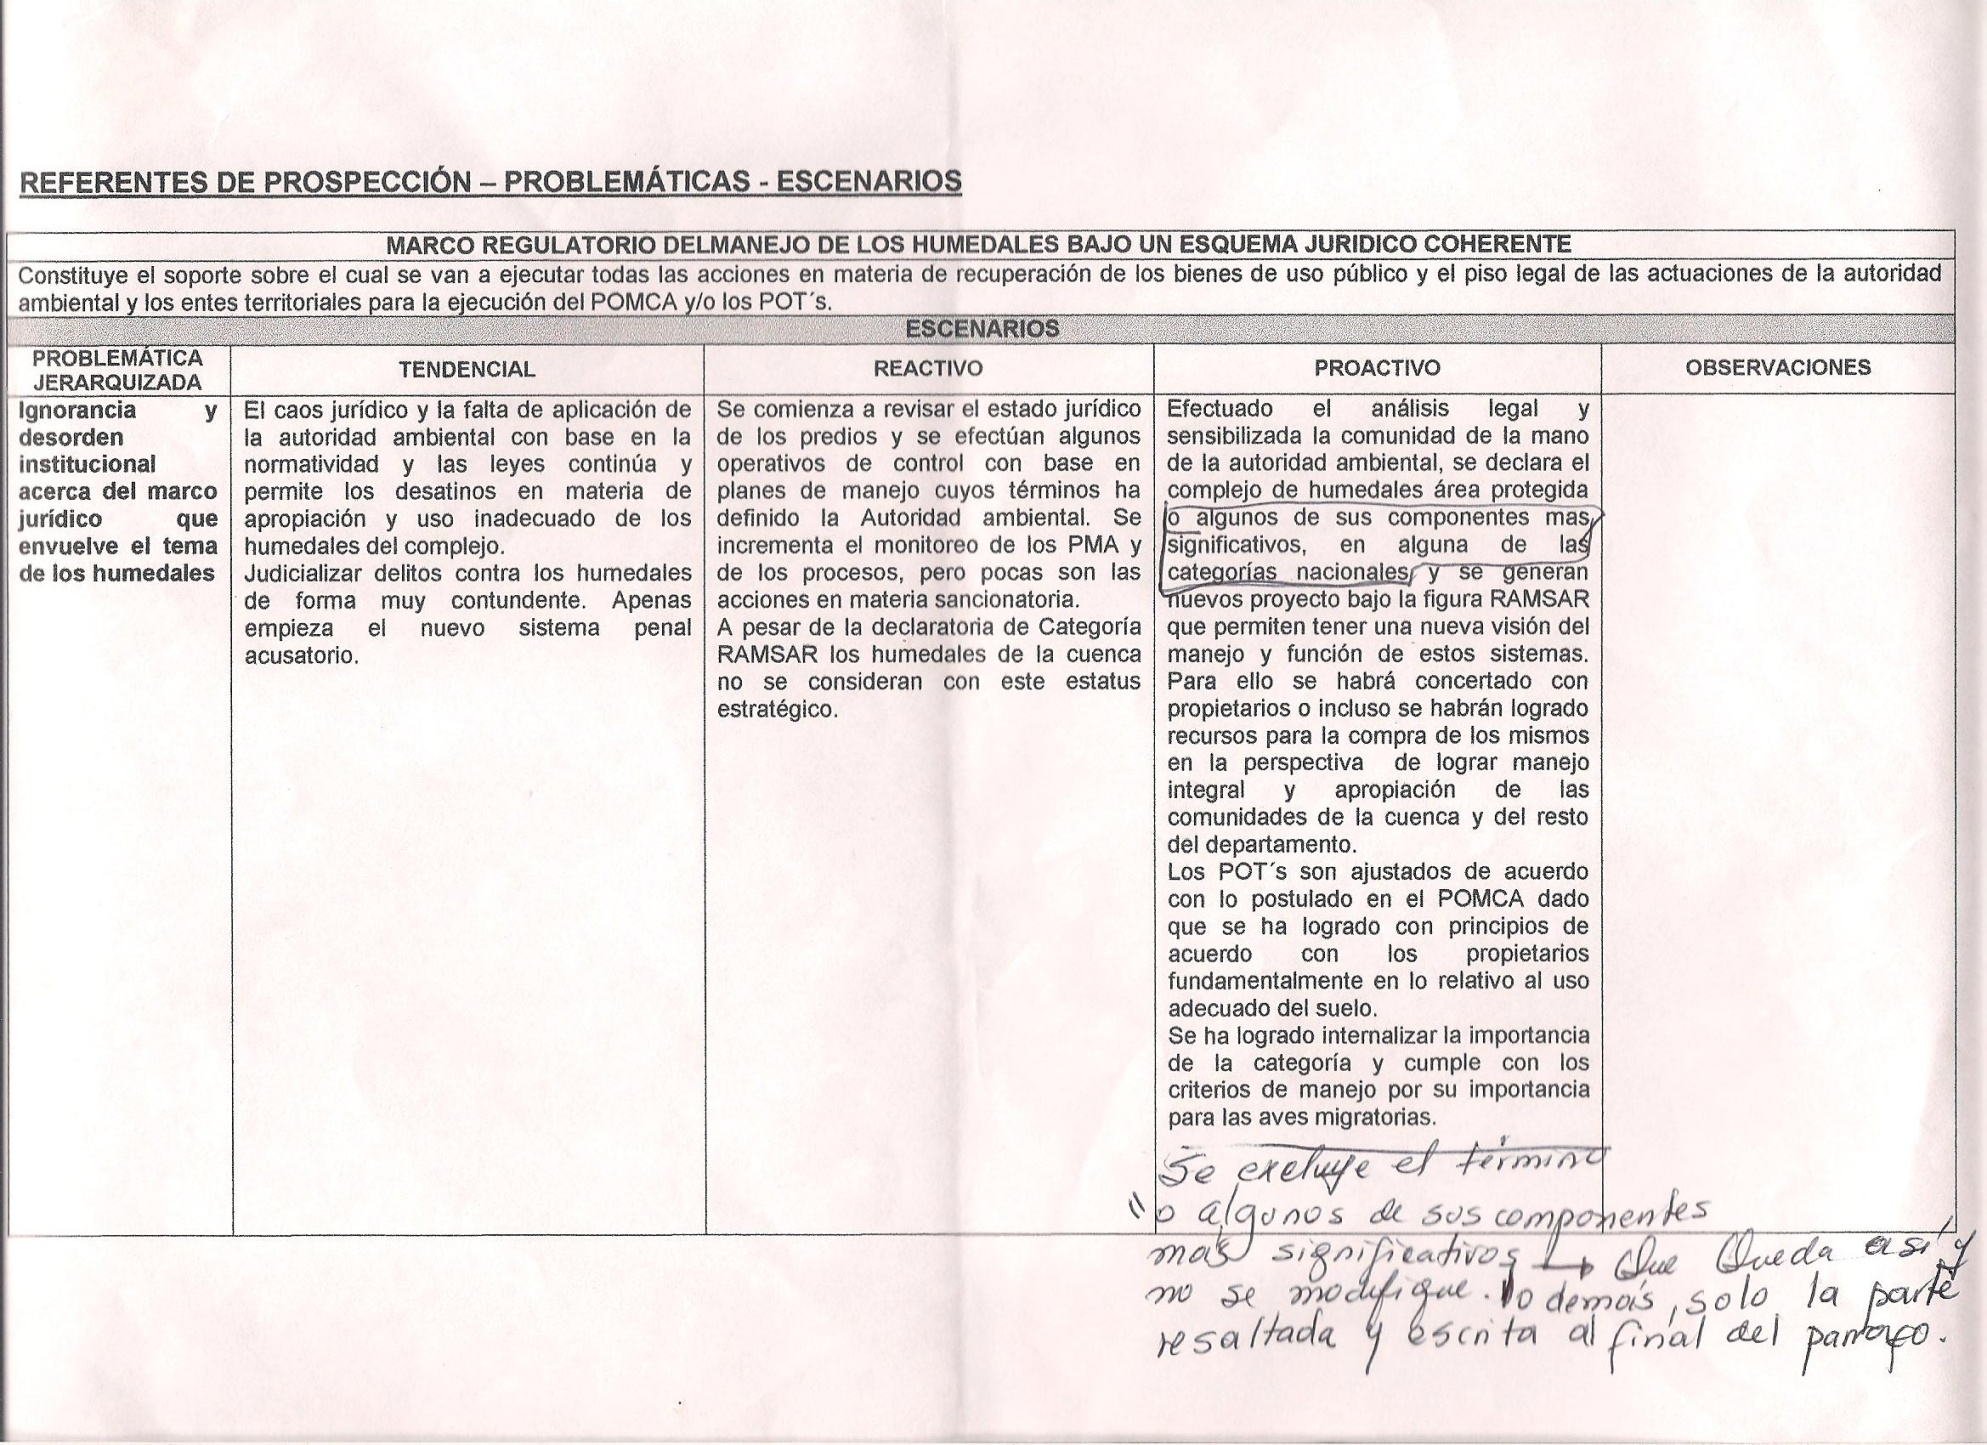 REFERENTES DE PROSPECCIÓN – PROBLEMÁTICAS - ESCENARIOS
MARCO REGULATORIO DELMANEJO DE LOS HUMEDALES BAJO UN ESQUEMA JURIDICO COHERENTE
Constituye el soporte sobre el cual se van a ejecutar todas las acciones en materia de recuperación de los bienes de uso público y el piso legal de las actuaciones de la autoridad
ambiental y los entes territoriales para la ejecución del POMCA y/o los POT´s.
ESCENARIOS
PROBLEMÁTICA
JERARQUIZADA
TENDENCIAL
REACTIVO
PROACTIVO
OBSERVACIONES
Ignorancia y
desorden
institucional
acerca del marco
jurídico que
envuelve el tema
de los humedales
El caos jurídico y la falta de aplicación de
la autoridad ambiental con base en la
normatividad y las leyes continúa y
permite los desatinos en materia de
apropiación y uso inadecuado de los
humedales del complejo.
Judicializar delitos contra los humedales
de forma muy contundente. Apenas
empieza el nuevo sistema penal
acusatorio.
Se comienza a revisar el estado jurídico
de los predios y se efectúan algunos
operativos de control con base en
planes de manejo cuyos términos ha
definido la Autoridad ambiental. Se
incrementa el monitoreo de los PMA y
de los procesos, pero pocas son las
acciones en materia sancionatoria.
A pesar de la declaratoria de Categoría
RAMSAR los humedales de la cuenca
no se consideran con este estatus
estratégico.
Efectuado el análisis legal y
sensibilizada la comunidad de la mano
de la autoridad ambiental, se declara el
complejo de humedales área protegida
o algunos de sus componentes mas
significativos, en alguna de las
categorías nacionales, y se generan
nuevos proyecto bajo la figura RAMSAR
que permiten tener una nueva visión del
manejo y función de estos sistemas.
Para ello se habrá concertado con
propietarios o incluso se habrán logrado
recursos para la compra de los mismos
en la perspectiva de lograr manejo
integral y apropiación de las
comunidades de la cuenca y del resto
del departamento.
Los POT´s son ajustados de acuerdo
con lo postulado en el POMCA dado
que se ha logrado con principios de
acuerdo con los propietarios
fundamentalmente en lo relativo al uso
adecuado del suelo.
Se ha logrado internalizar la importancia
de la categoría y cumple con los
criterios de manejo por su importancia
para las aves migratorias.
Se excluye el término
"o algunos de sus componentes
mas significativos → Que Queda asi y
no se modifique. lo demás, solo la parte
resaltada y escrita al final del parrafo.